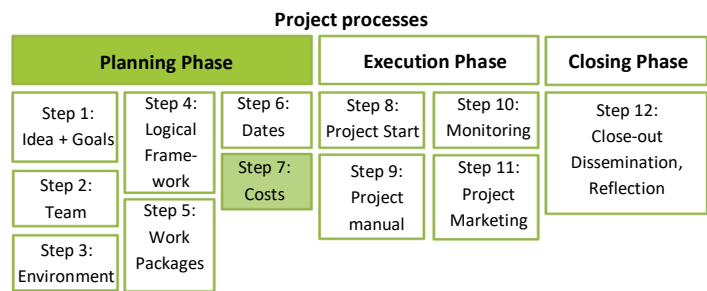 Project processes
Planning Phase
Execution Phase
Closing Phase
Step 1:
Idea + Goals
Step 2:
Team
Step 3:
Environment
Step 4:
Logical
Frame-
work
Step 5:
Work
Packages
Step 6:
Dates
Step 7:
Costs
Step 8:
Project Start
Step 9:
Project
manual
Step 10:
Monitoring
Step 11:
Project
Marketing
Step 12:
Close-out
Dissemination,
Reflection